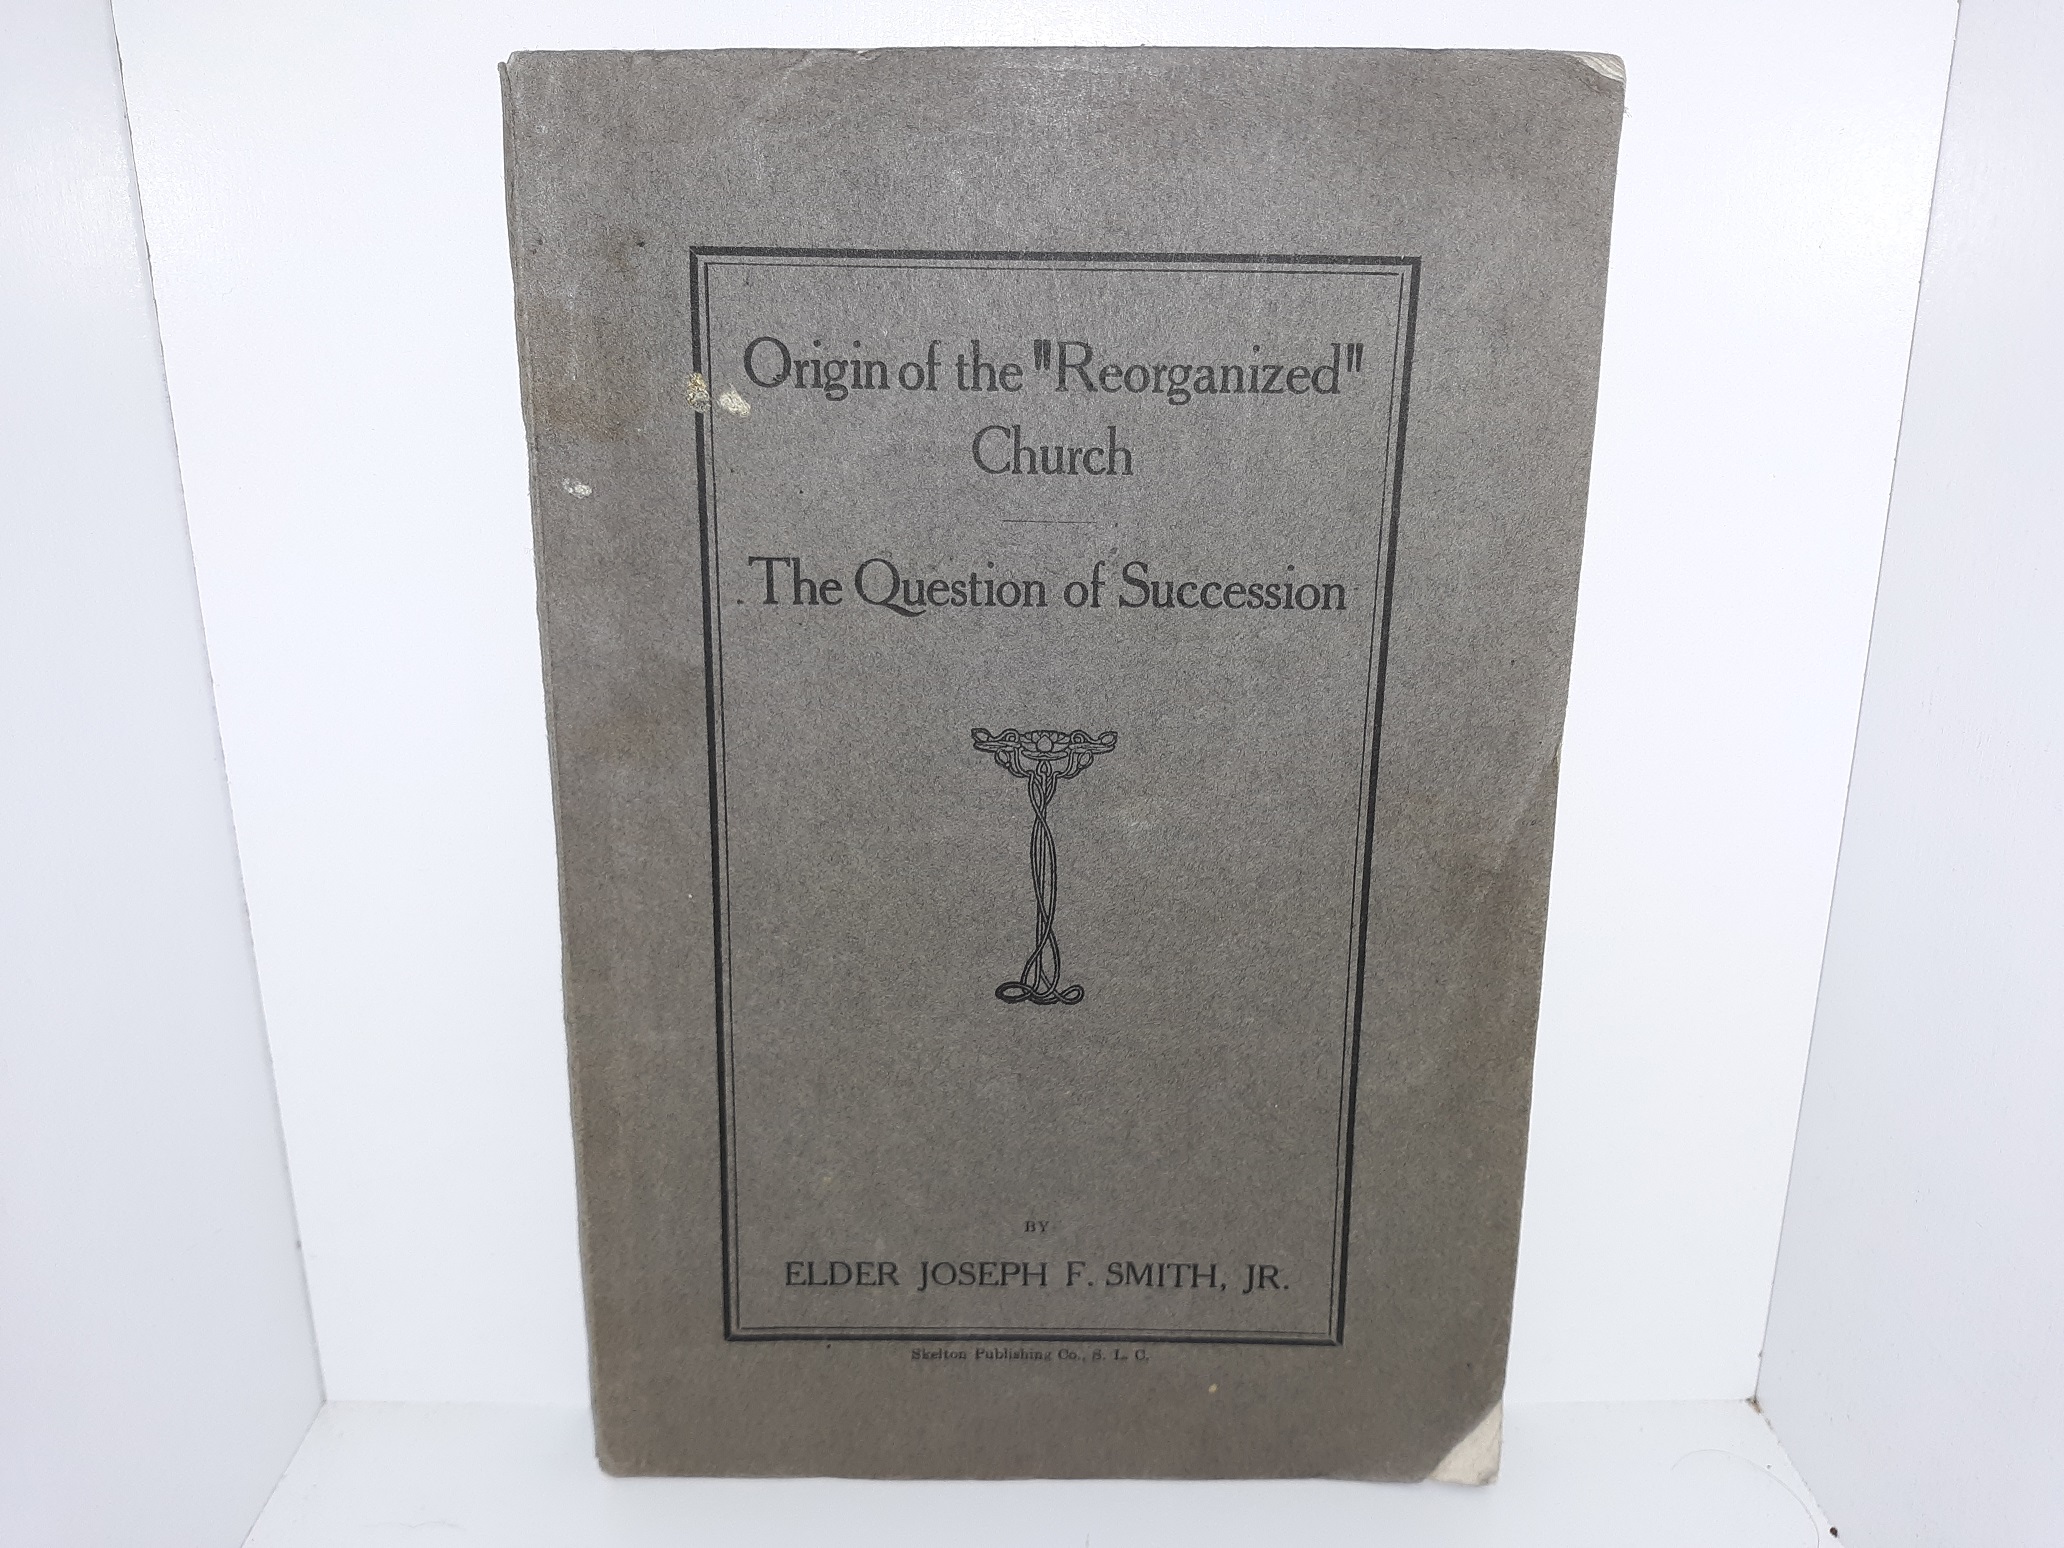 Origin of the "Reorganized"
Church
The Question of Succession
BY
ELDER JOSEPH F. SMITH, JR.
Skelton Publishing Co., S. L. C.